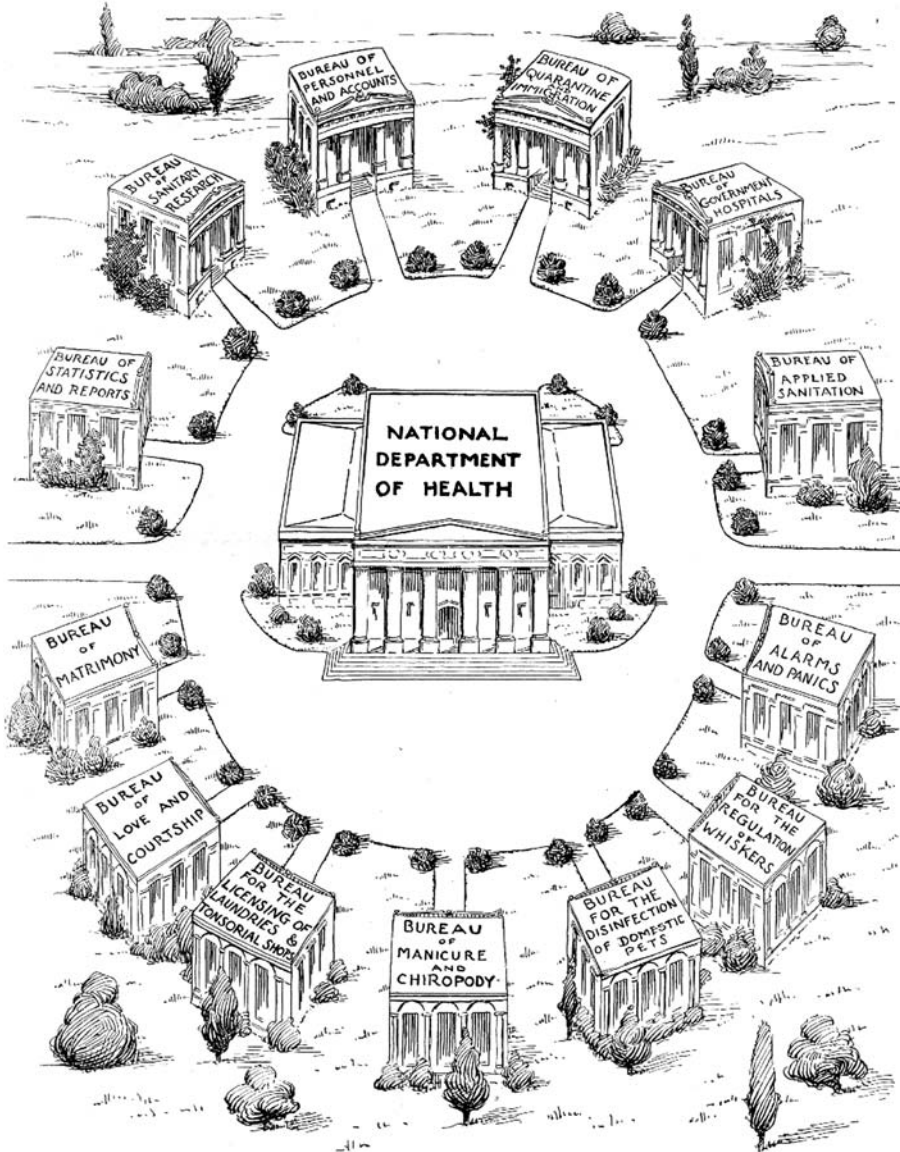 BUREAU OF
PERSONNEL
AND ACCOUNTS
BUREAU OF
QUARANTINE
&
IMMIGRATION
BUREAU
OF
SANITARY
RESEARCH
BUREAU
OF
GOVERNMENT
HOSPITALS
BUREAU OF
STATISTICS
AND REPORTS
BUREAU OF
APPLIED
SANITATION
NATIONAL
DEPARTMENT
OF HEALTH
BUREAU
OF
MATRIMONY
BUREAU
OF
ALARMS
AND PANICS
BUREAU
OF
LOVE AND
COURTSHIP
BUREAU
FOR THE
REGULATION
OF
WHISKERS
BUREAU
FOR THE
LICENSING OF
LAUNDRIES &
TONSORIAL SHOPS
BUREAU
OF
MANICURE
AND
CHIROPODY.
BUREAU
FOR THE
DISINFECTION
OF DOMESTIC
PETS